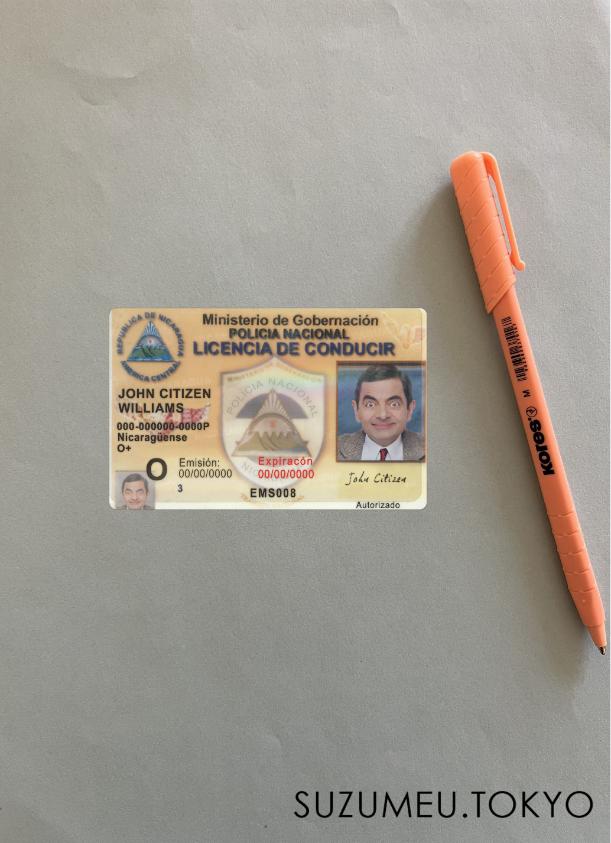 REPUBLICA DE NICARAGUA
AMERICA CENTRAL
Ministerio de Gobernación
POLICIA NACIONAL
LICENCIA DE CONDUCIR
POLICIA NACIONAL
JOHN CITIZEN
WILLIAMS
000-000000-0000P
Nicaragüense
O+
O
Emisión:
00/00/0000
3
Expiracón
00/00/0000
EMS008
John Citizen
Autorizado
M
Kores
SUZUMEU.TOKYO